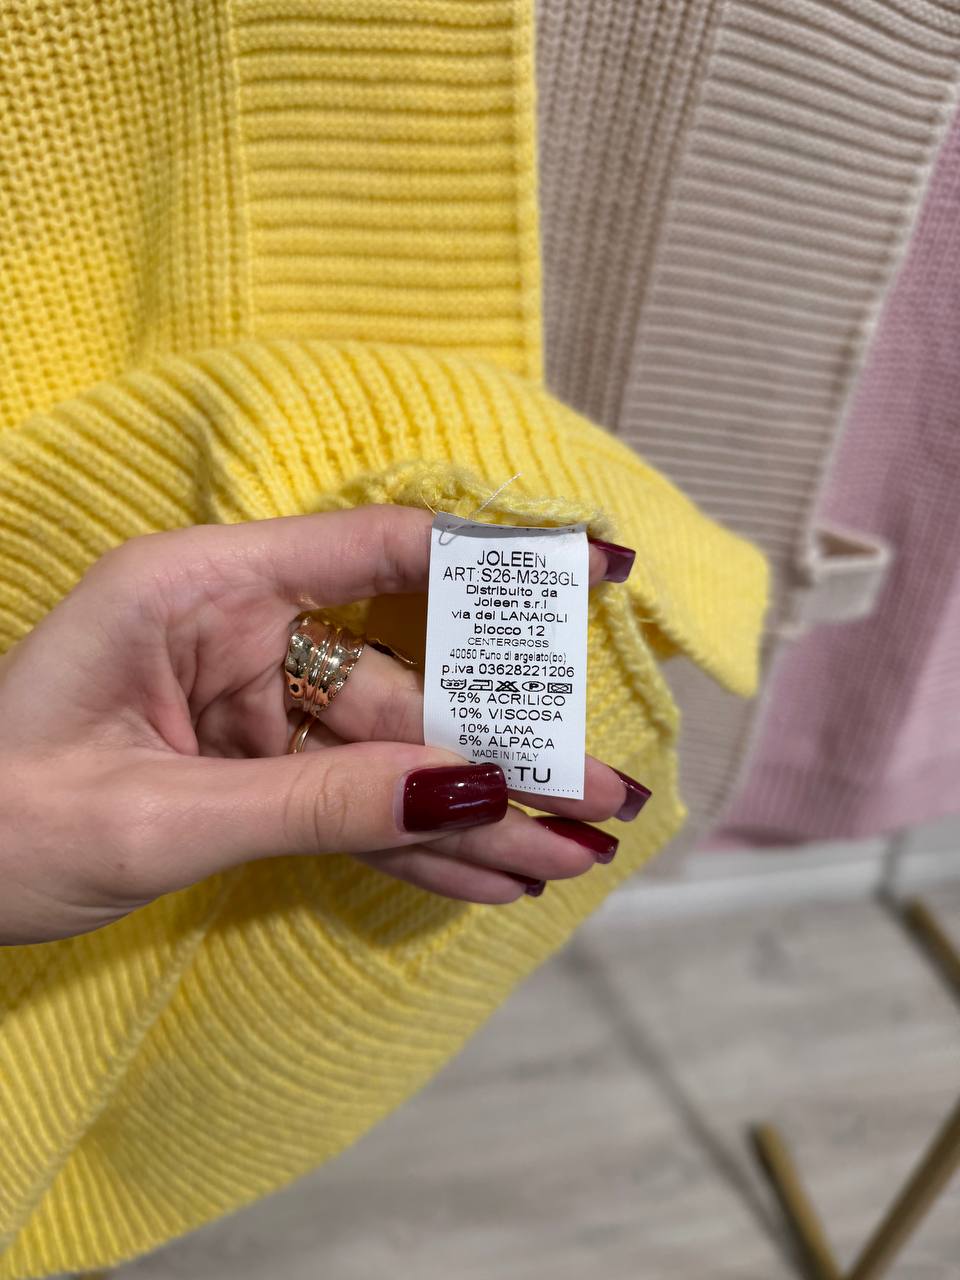 JOLEEN
ART:S26-M323GL
Distribuito da
Joleen s.r.l
via dei LANAIOLI
blocco 12
CENTERGROSS
40050 Funo di argelato(bo)
p.iva 03628221206
30° P
75% ACRILICO
10% VISCOSA
10% LANA
5% ALPACA
MADE IN ITALY
:TU